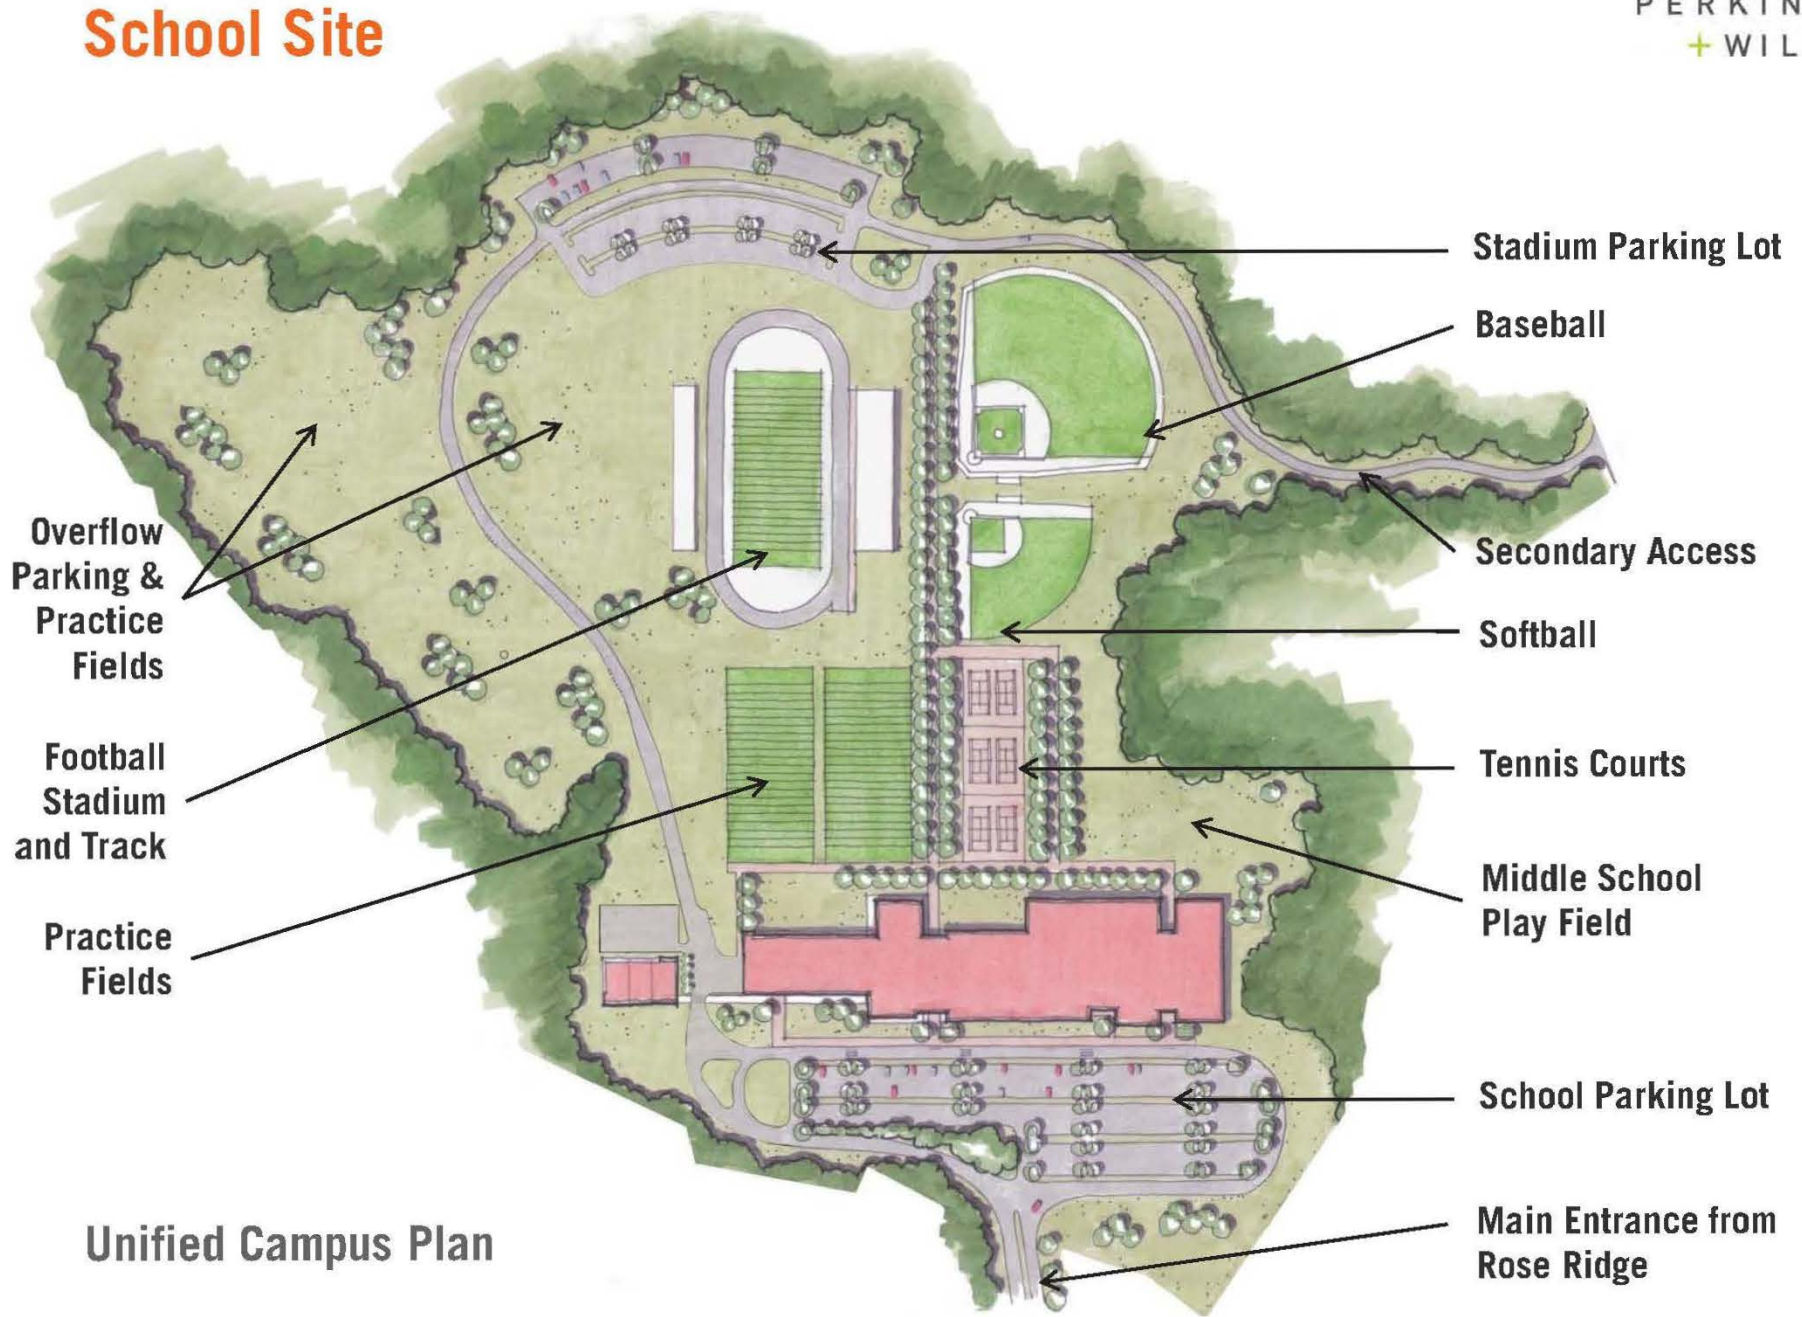 School Site
PERKIN
+ WIL
Stadium Parking Lot
Baseball
Secondary Access
Softball
Tennis Courts
Middle School
Play Field
School Parking Lot
Main Entrance from
Rose Ridge
Overflow
Parking &
Practice
Fields
Football
Stadium
and Track
Practice
Fields
Unified Campus Plan